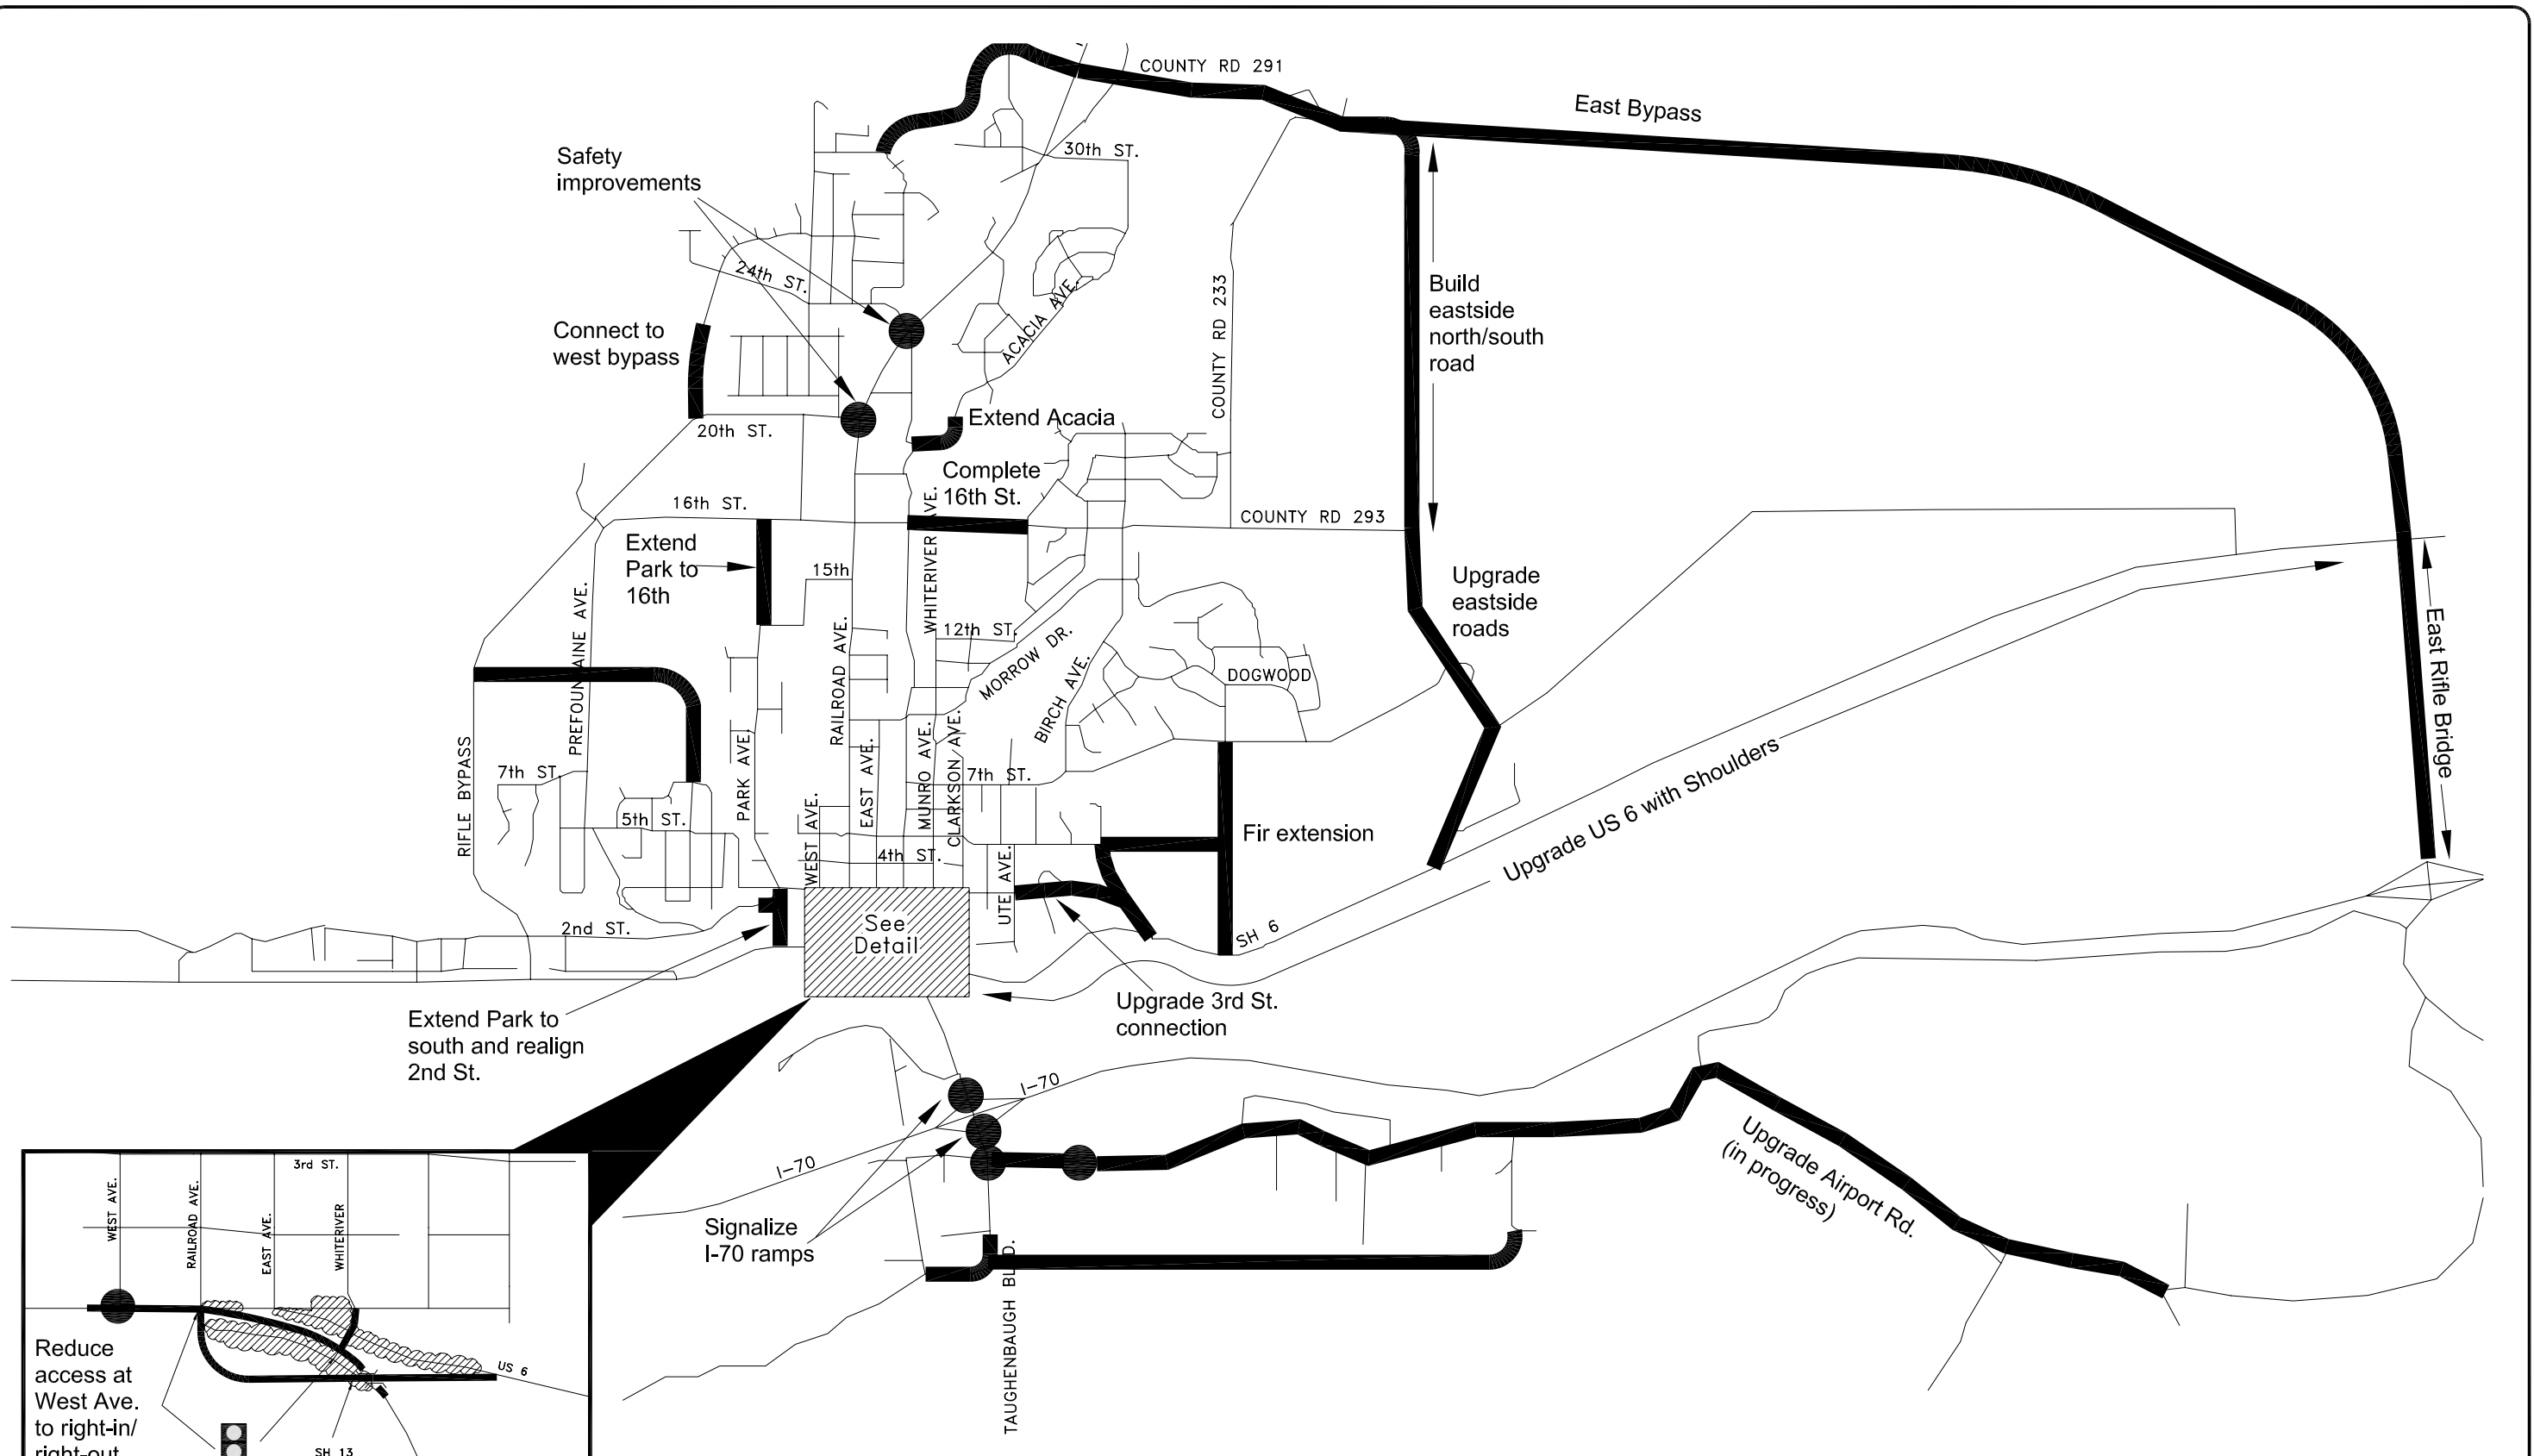 COUNTY RD 291
East Bypass
Safety
improvements
30th ST.
24th ST.
COUNTY RD 233
Build
eastside
north/south
road
Connect to
west bypass
ACACIA AVE.
20th ST.
Extend Acacia
Complete
16th St.
16th ST.
WHITERIVER AVE.
COUNTY RD 293
Extend
Park to
16th
15th
Upgrade
eastside
roads
PREFOUNTAINE AVE.
12th ST.
MORROW DR.
RAILROAD AVE.
BIRCH AVE.
DOGWOOD
East Rifle Bridge
RIFLE BYPASS
7th ST.
PARK AVE.
EAST AVE.
MUNRO AVE.
CLARKSON AVE.
7th ST.
Upgrade US 6 with Shoulders
5th ST.
WEST AVE.
4th ST.
UTE AVE.
Fir extension
2nd ST.
See
Detail
SH 6
Extend Park to
south and realign
2nd St.
Upgrade 3rd St.
connection
I-70
I-70
Upgrade Airport Rd.
(in progress)
Signalize
I-70 ramps
TAUGHENBAUGH BLVD.
3rd ST.
WEST AVE.
RAILROAD AVE.
EAST AVE.
WHITERIVER
US 6
Reduce
access at
West Ave.
to right-in/
right-out
SH 13